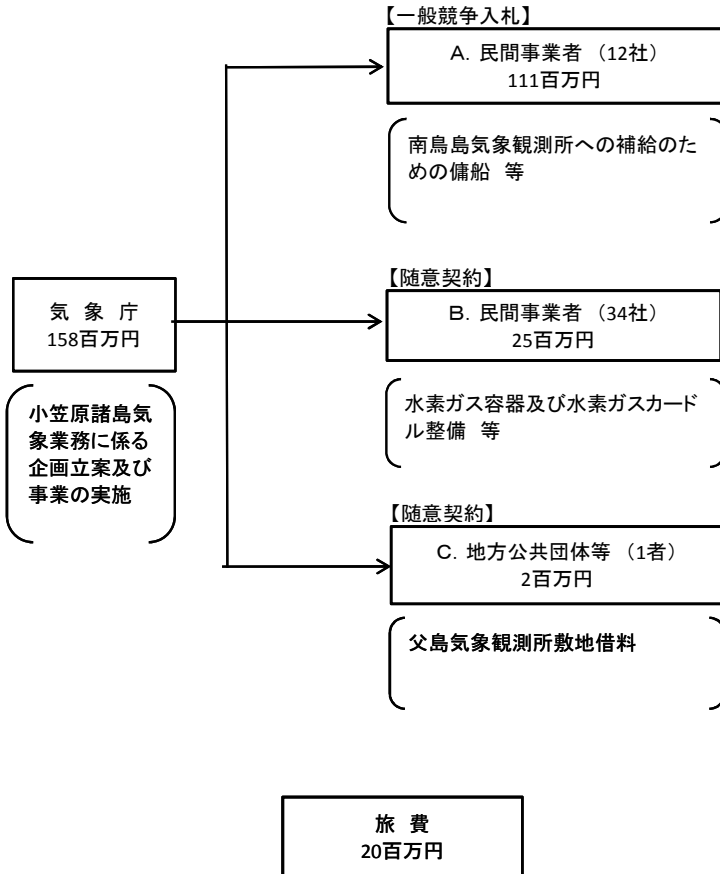 【一般競争入札】
A. 民間事業者 （12社）
111百万円
南鳥島気象観測所への補給のた
めの傭船 等
【随意契約】
B. 民間事業者 （34社）
25百万円
水素ガス容器及び水素ガスカード
ル整備 等
気 象 庁
158百万円
小笠原諸島気
象業務に係る
企画立案及び
事業の実施
【随意契約】
C. 地方公共団体等 （1者）
2百万円
父島気象観測所敷地借料
旅 費
20百万円